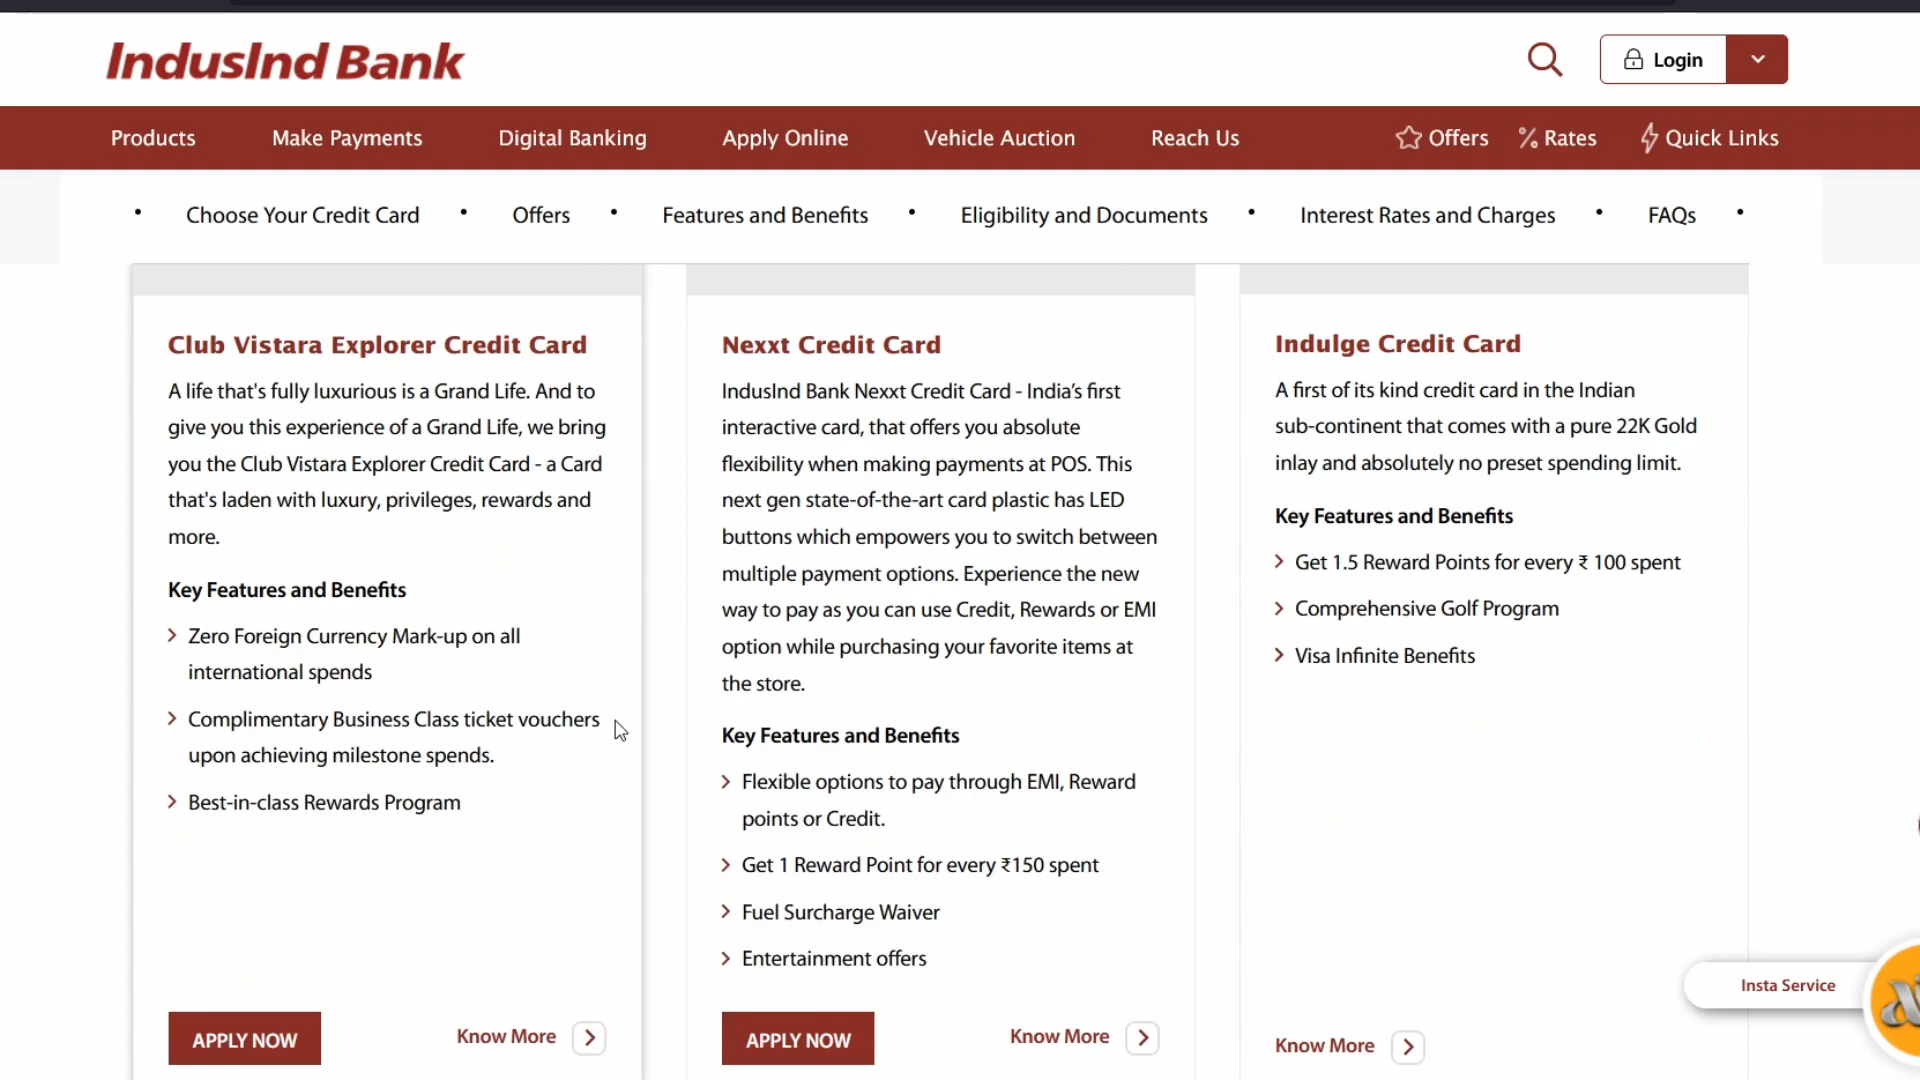 IndusInd Bank
Login
Products
Make Payments
Digital Banking
Apply Online
Vehicle Auction
Reach Us
Offers
Rates
Quick Links
• Choose Your Credit Card • Offers • Features and Benefits • Eligibility and Documents • Interest Rates and Charges • FAQs •
Club Vistara Explorer Credit Card
A life that's fully luxurious is a Grand Life. And to
give you this experience of a Grand Life, we bring
you the Club Vistara Explorer Credit Card - a Card
that's laden with luxury, privileges, rewards and
more.
Key Features and Benefits
Zero Foreign Currency Mark-up on all
international spends
Complimentary Business Class ticket vouchers
upon achieving milestone spends.
Best-in-class Rewards Program
APPLY NOW
Know More
Nexxt Credit Card
IndusInd Bank Nexxt Credit Card - India’s first
interactive card, that offers you absolute
flexibility when making payments at POS. This
next gen state-of-the-art card plastic has LED
buttons which empowers you to switch between
multiple payment options. Experience the new
way to pay as you can use Credit, Rewards or EMI
option while purchasing your favorite items at
the store.
Key Features and Benefits
Flexible options to pay through EMI, Reward
points or Credit.
Get 1 Reward Point for every ₹150 spent
Fuel Surcharge Waiver
Entertainment offers
APPLY NOW
Know More
Indulge Credit Card
A first of its kind credit card in the Indian
sub-continent that comes with a pure 22K Gold
inlay and absolutely no preset spending limit.
Key Features and Benefits
Get 1.5 Reward Points for every ₹ 100 spent
Comprehensive Golf Program
Visa Infinite Benefits
Know More
Insta Service